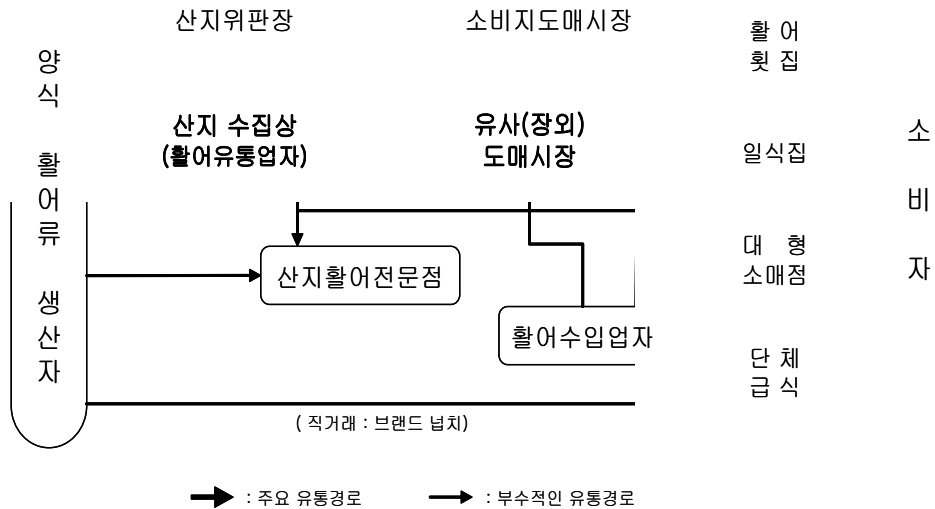 양식 활어류 생산자
산지위판장
소비지도매시장
활 어
횟 집
산지 수집상
(활어유통업자)
유사(장외)
도매시장
일식집
소 비 자
산지활어전문점
대 형
소매점
활어수입업자
단 체
급 식
( 직거래 : 브랜드 넙치)
: 주요 유통경로
: 부수적인 유통경로